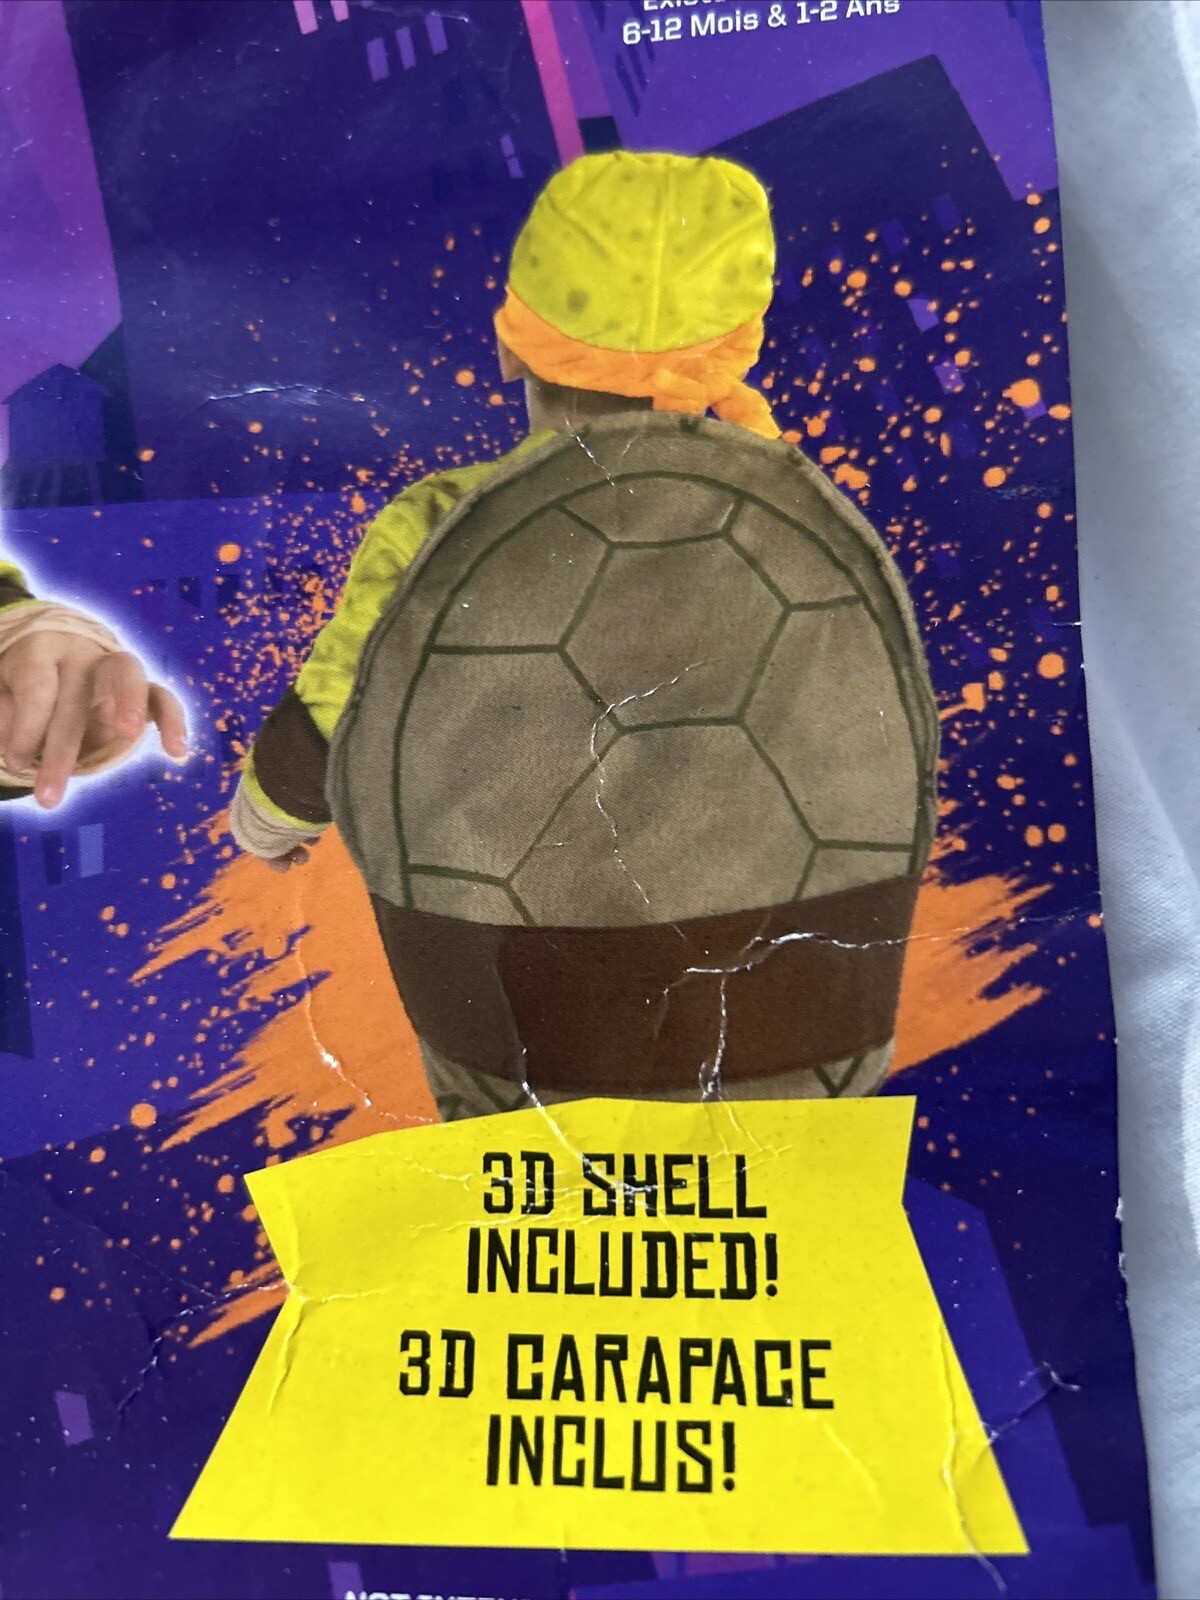 6-12 Mois & 1-2 Ans
3D SHELL
INCLUDED!
3D CARAPACE
INCLUS!